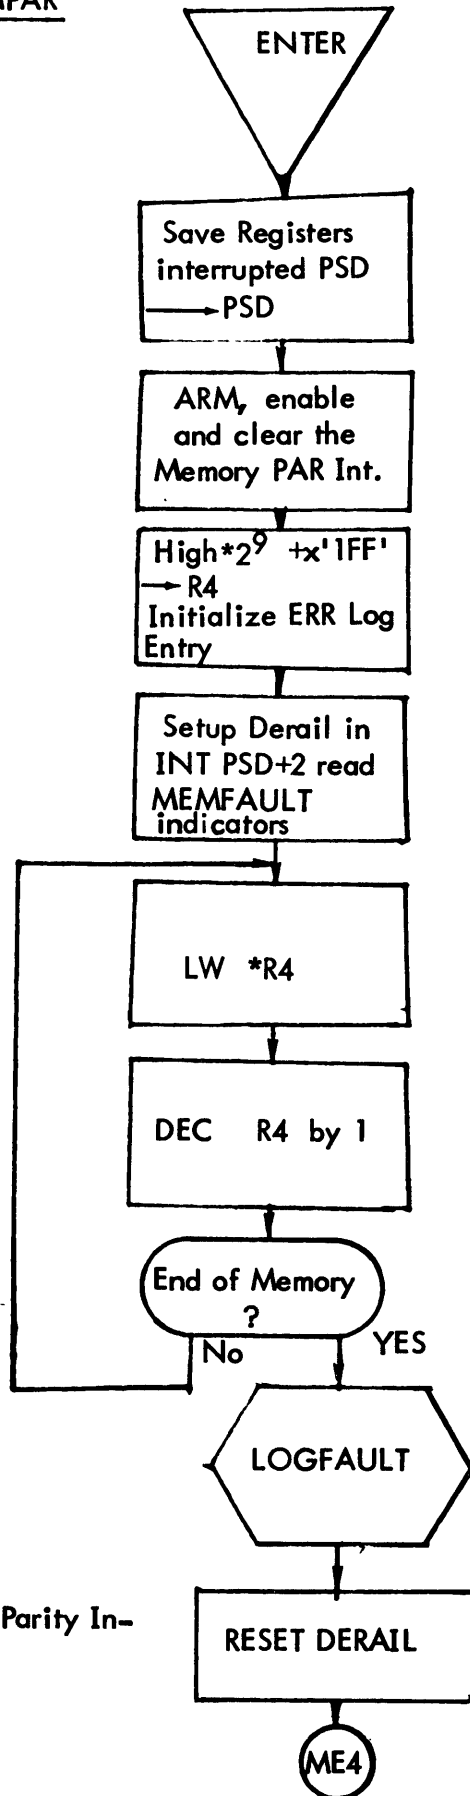 ENTER
Save Registers
interrupted PSD
→ PSD
ARM, enable
and clear the
Memory PAR Int.
High*2⁹ +x'1FF'
→ R4
Initialize ERR Log
Entry
Setup Derail in
INT PSD+2 read
MEMFAULT
indicators
LW *R4
DEC R4 by 1
End of Memory
?
No
YES
LOGFAULT
Parity In-
RESET DERAIL
ME4